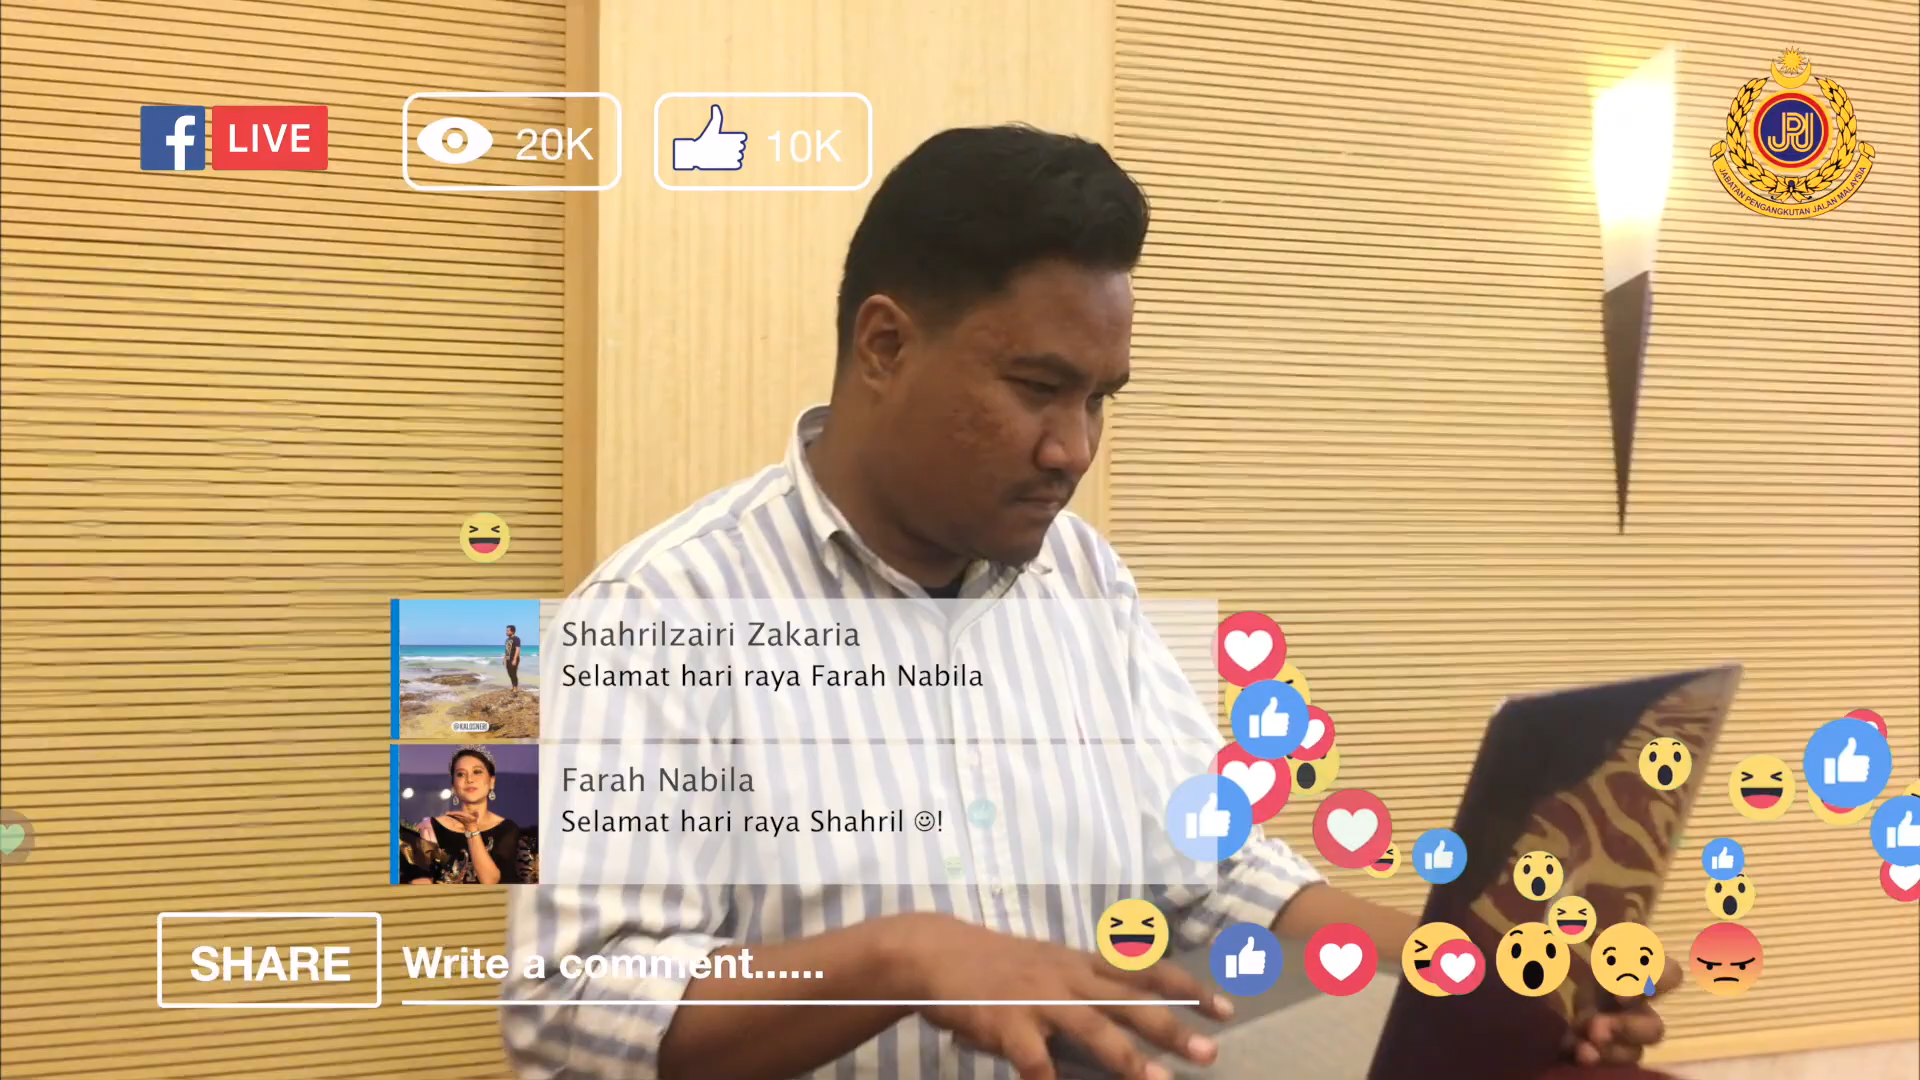 f LIVE
20K
10K
JPJ
JABATAN PENGANGKUTAN JALAN MALAYSIA
Shahrilzairi Zakaria
Selamat hari raya Farah Nabila
@KALOSNERI
Farah Nabila
Selamat hari raya Shahril ☺!
SHARE
Write a comment......